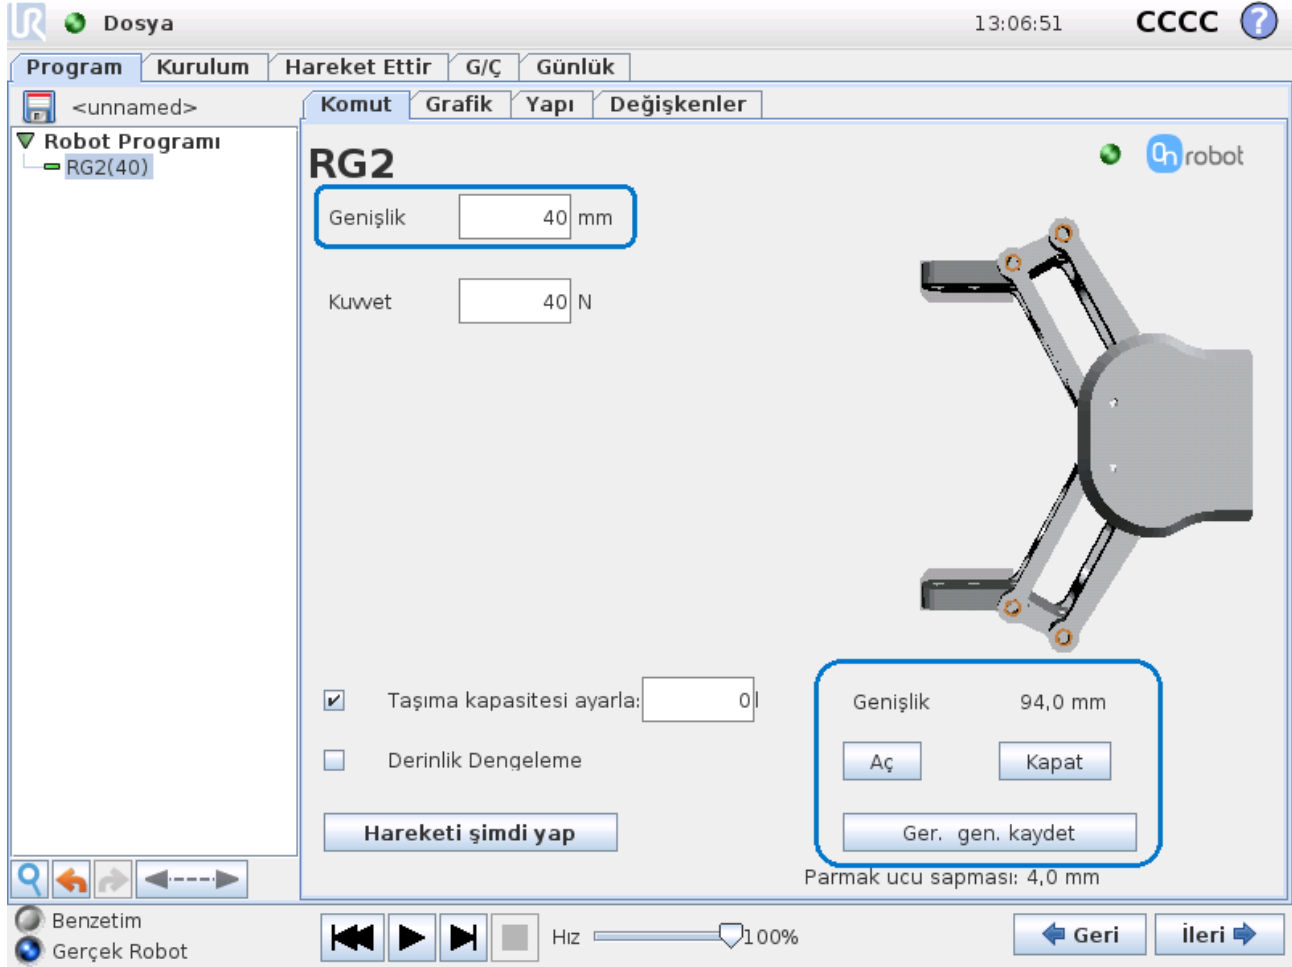 UR Dosya 13:06:51 CCCC ?
Program Kurulum Hareket Ettir G/Ç Günlük
<unnamed> Komut Grafik Yapı Değişkenler
Robot Programı
RG2(40)
RG2
On robot
Genişlik 40 mm
Kuvvet 40 N
Taşıma kapasitesi ayarla: 0
Genişlik 94,0 mm
Derinlik Dengeleme
Aç Kapat
Hareketi şimdi yap
Ger. gen. kaydet
Parmak ucu sapması: 4,0 mm
Benzetim
Gerçek Robot
Hız 100%
Geri İleri